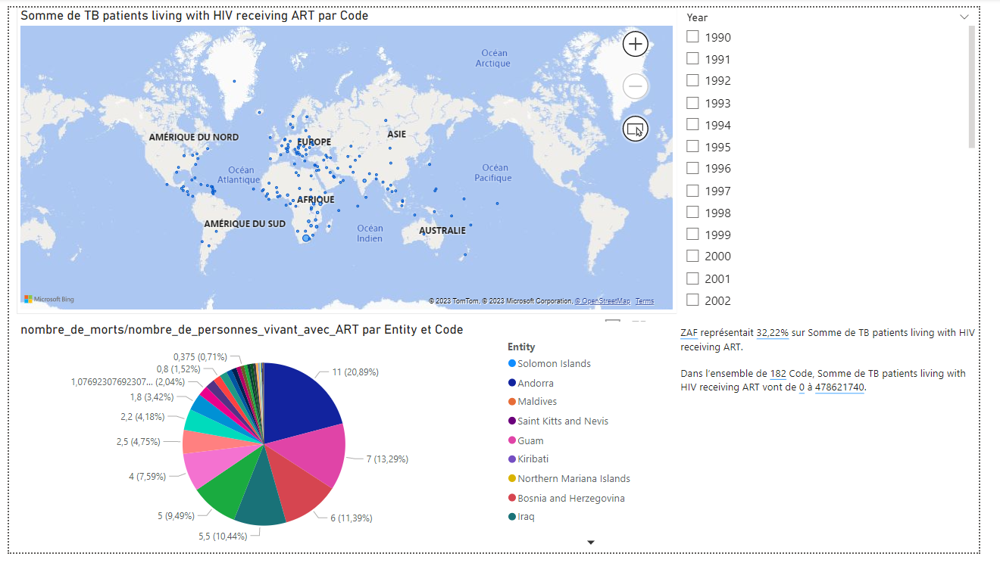 Somme de TB patients living with HIV receiving ART par Code
Océan
Arctique
AMÉRIQUE DU NORD
EUROPE
ASIE
Océan
Atlantique
Océan
Pacifique
AFRIQUE
AMÉRIQUE DU SUD
Océan
Indien
AUSTRALIE
Microsoft Bing
© 2023 TomTom, © 2023 Microsoft Corporation, © OpenStreetMap Terms
Year
1990
1991
1992
1993
1994
1995
1996
1997
1998
1999
2000
2001
2002
nombre_de_morts/nombre_de_personnes_vivant_avec_ART par Entity et Code
0,375 (0,71%)
0,8 (1,52%)
1,07692307692307... (2,04%)
1,8 (3,42%)
2,2 (4,18%)
2,5 (4,75%)
4 (7,59%)
5 (9,49%)
5,5 (10,44%)
6 (11,39%)
7 (13,29%)
11 (20,89%)
Entity
Solomon Islands
Andorra
Maldives
Saint Kitts and Nevis
Guam
Kiribati
Northern Mariana Islands
Bosnia and Herzegovina
Iraq
ZAF représentait 32,22% sur Somme de TB patients living with HIV
receiving ART.
Dans l'ensemble de 182 Code, Somme de TB patients living with
HIV receiving ART vont de 0 à 478621740.